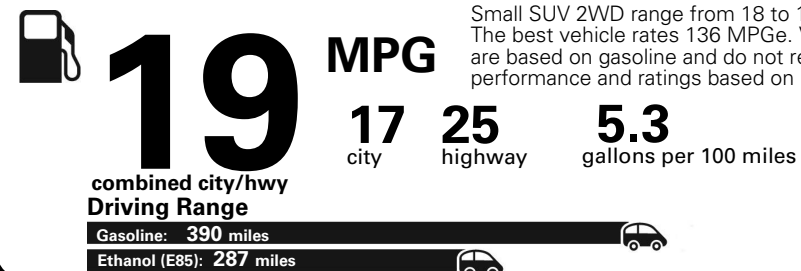 Small SUV 2WD range from 18 to
The best vehicle rates 136 MPGe.
are based on gasoline and do not
performance and ratings based on
19
MPG
17 25 5.3
city highway gallons per 100 miles
combined city/hwy
Driving Range
Gasoline: 390 miles
Ethanol (E85): 287 miles